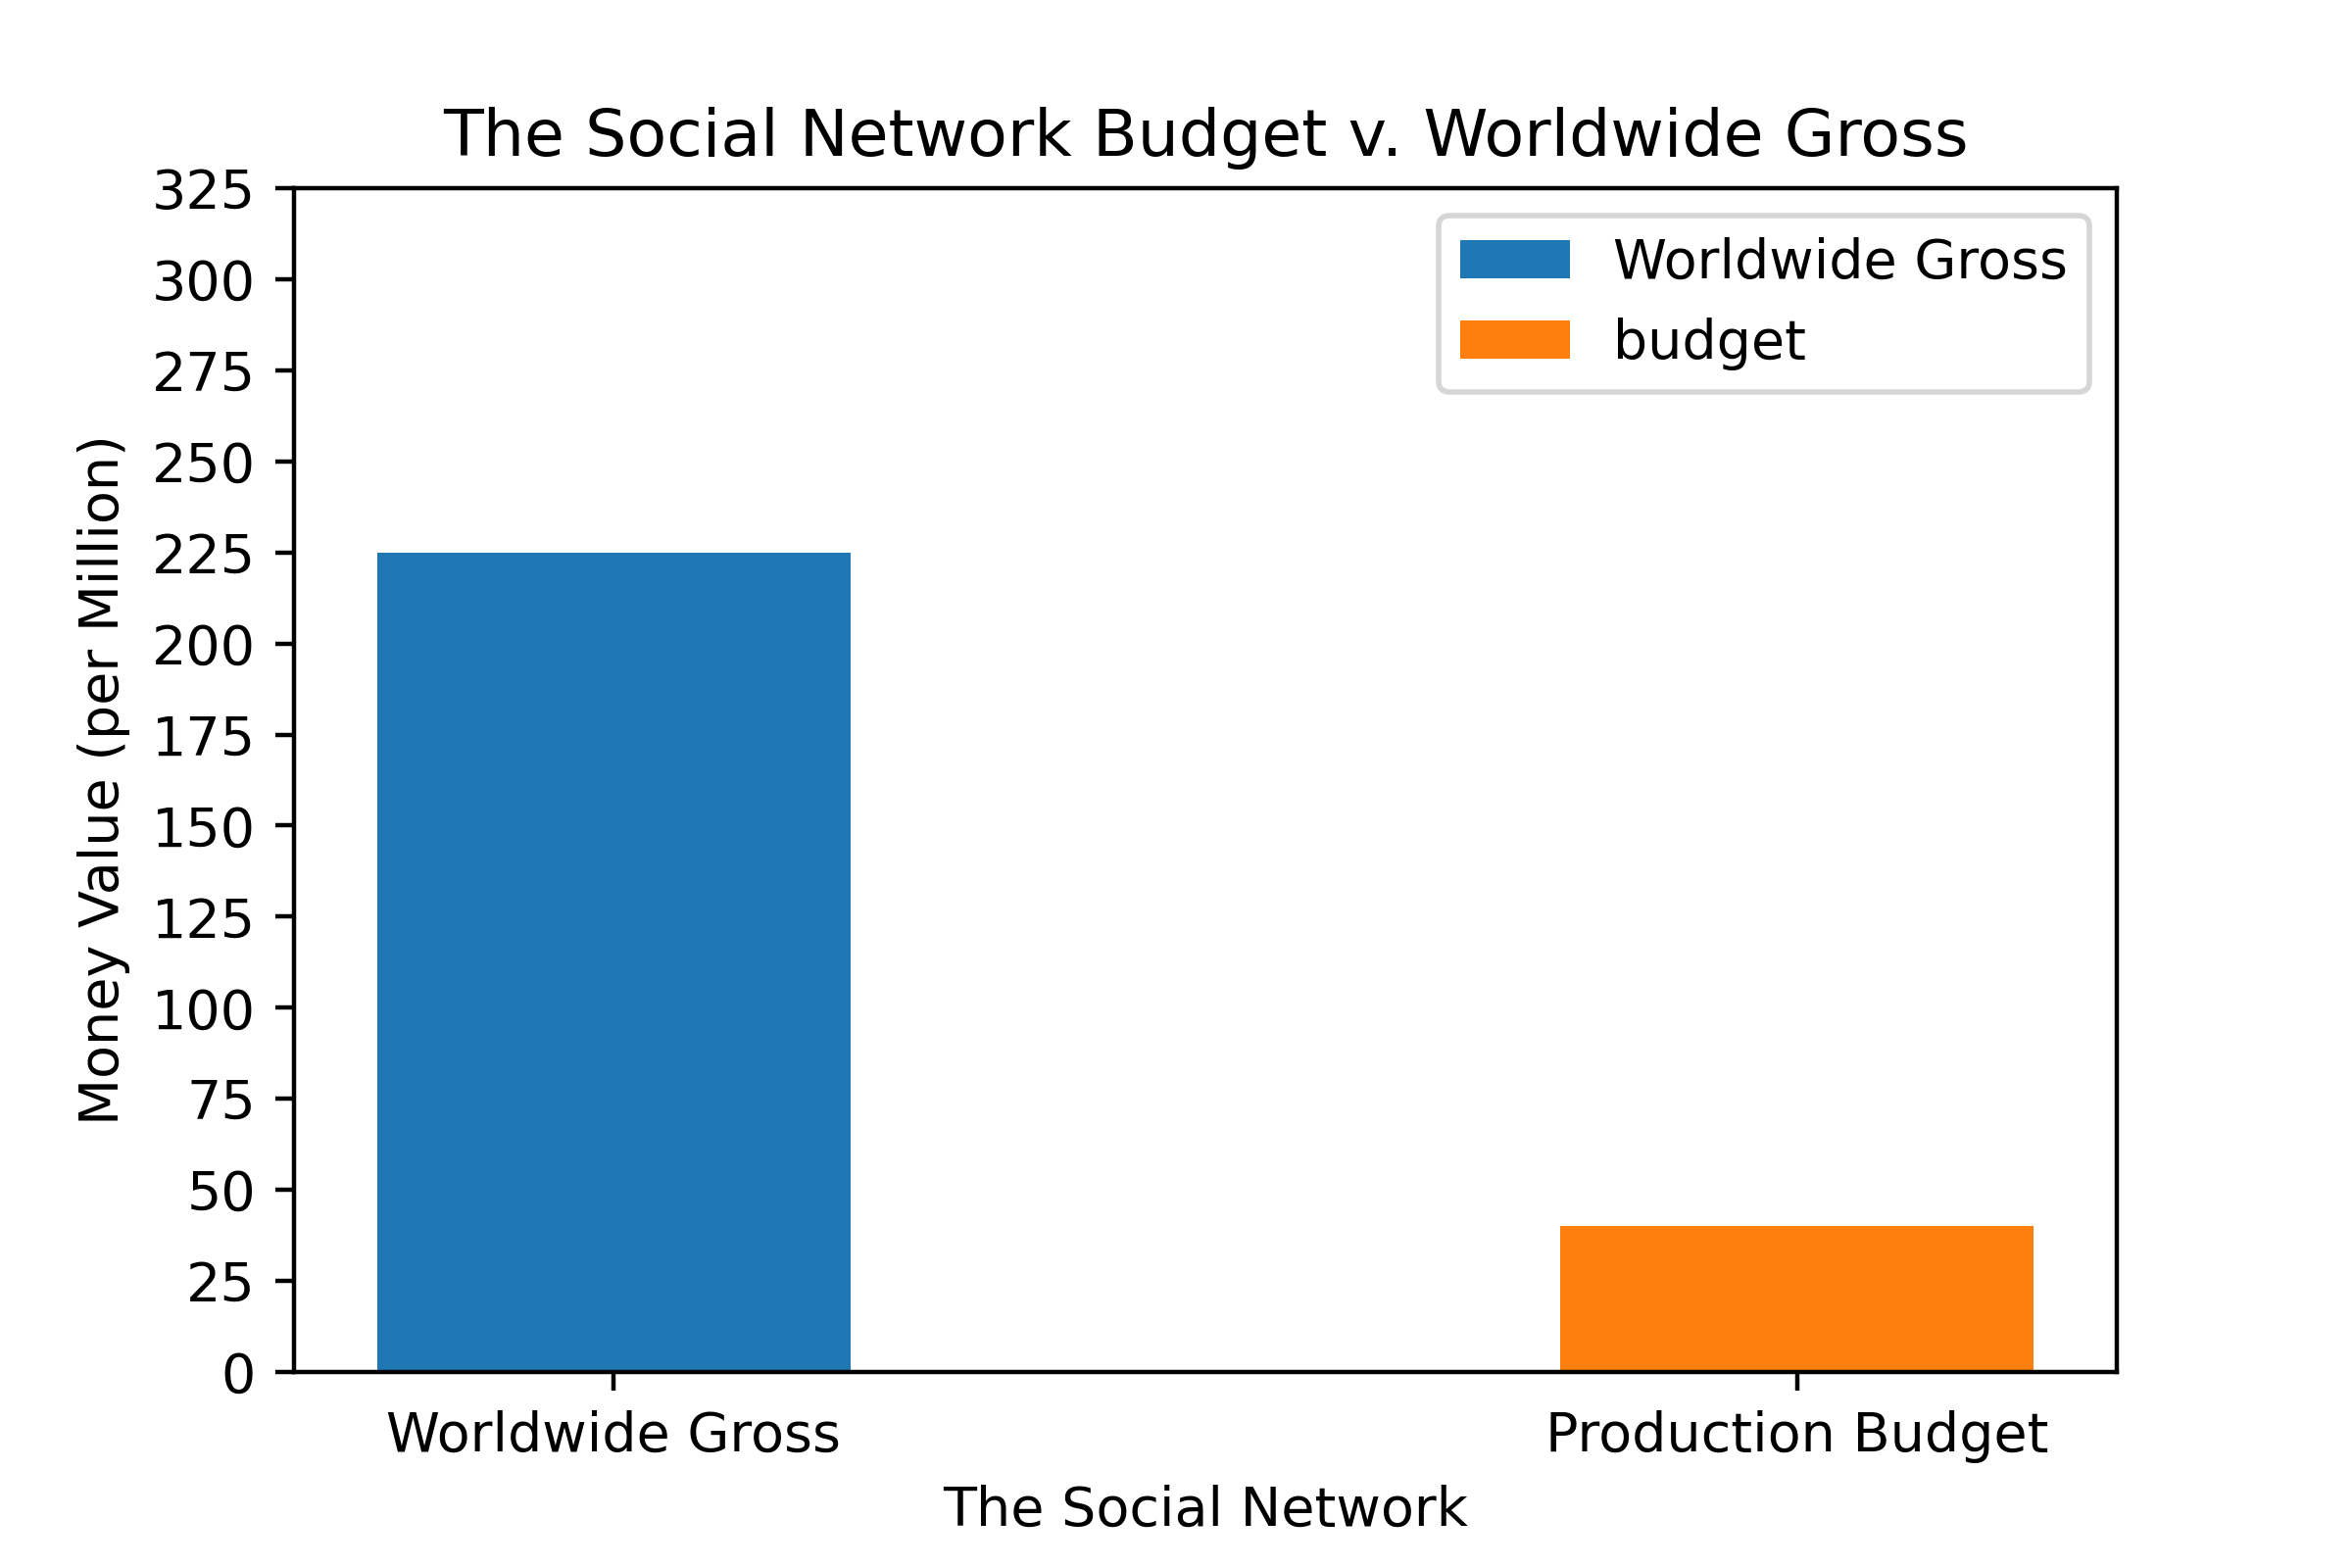 The Social Network Budget v. Worldwide Gross
Worldwide Gross
budget
Money Value (per Million)
325
300
275
250
225
200
175
150
125
100
75
50
25
0
Worldwide Gross
Production Budget
The Social Network